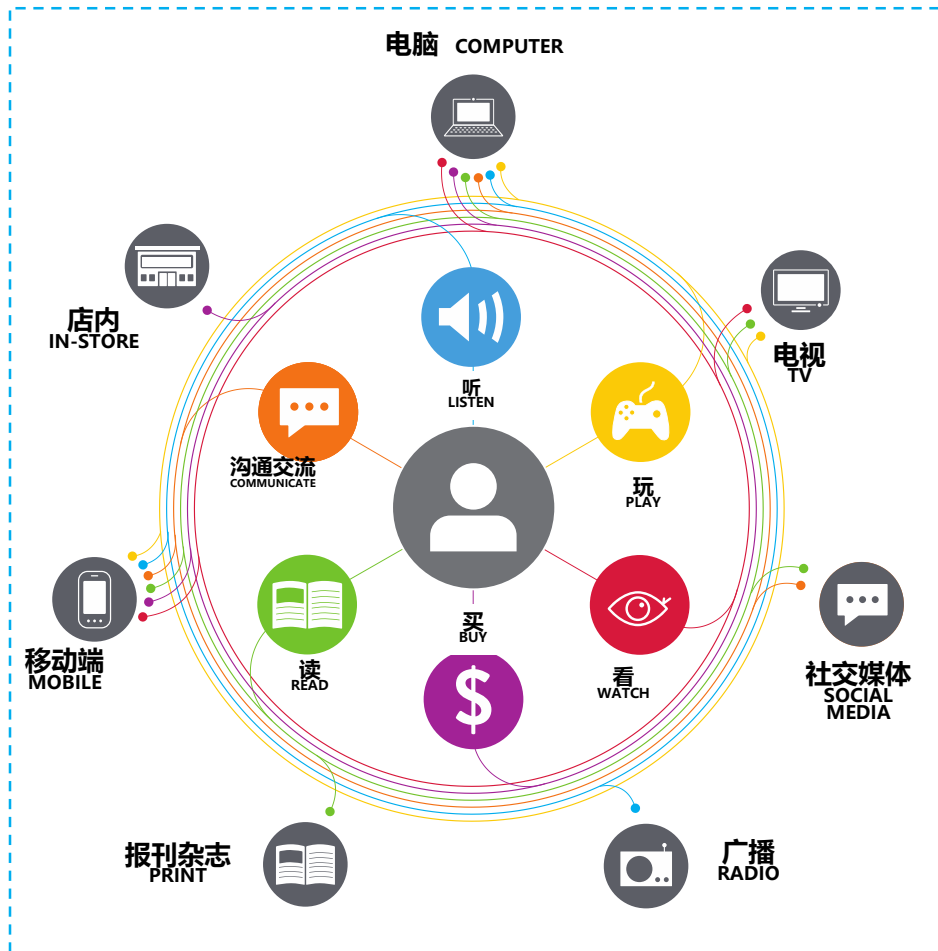 电脑 COMPUTER
店内
IN-STORE
电视
TV
听
LISTEN
沟通交流
COMMUNICATE
玩
PLAY
买
BUY
读
READ
看
WATCH
$
移动端
MOBILE
社交媒体
SOCIAL
MEDIA
报刊杂志
PRINT
广播
RADIO